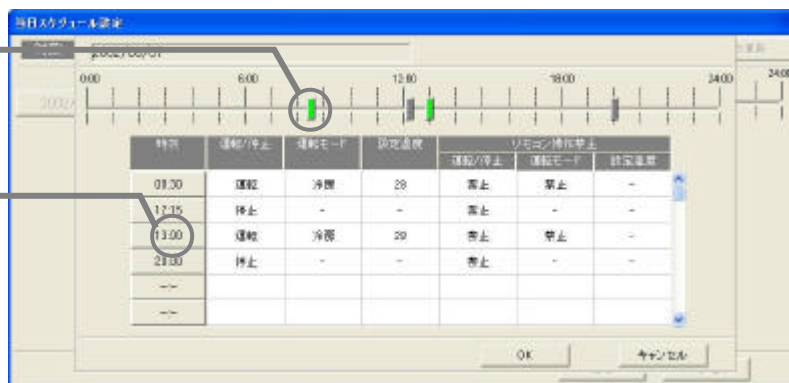 当日スケジュール設定
0:00 6:00 12:00 18:00 24:00 24:00
時刻 運転/停止 運転モード 設定温度 リモコン操作禁止
運転/停止 運転モード 設定温度
08:30 運転 冷房 28 禁止 禁止 -
12:15 停止 - - 禁止 - -
13:00 運転 冷房 28 禁止 禁止 -
20:00 停止 - - 禁止 - -
--:--
--:--
OK キャンセル